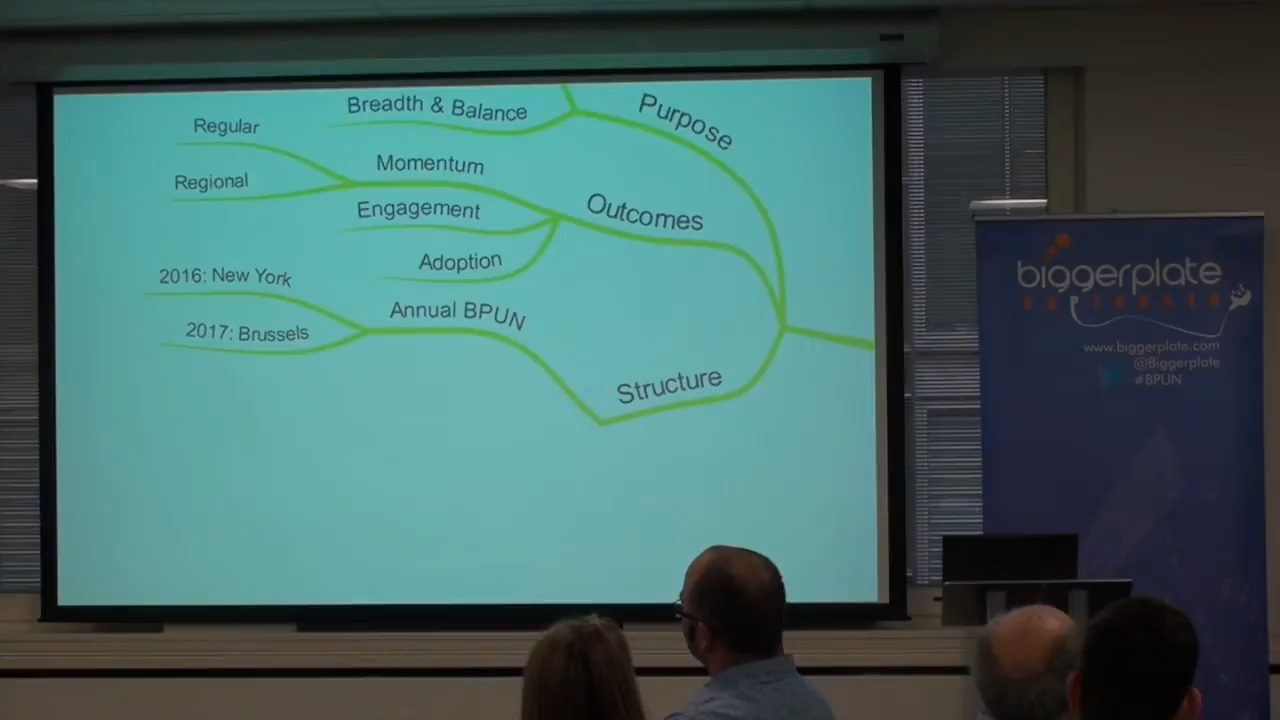 Purpose
Breadth & Balance
Outcomes
Momentum
Regular
Regional
Engagement
Adoption
Structure
Annual BPUN
2016: New York
2017: Brussels
biggerplate
www.biggerplate.com
@Biggerplate
#BPUN